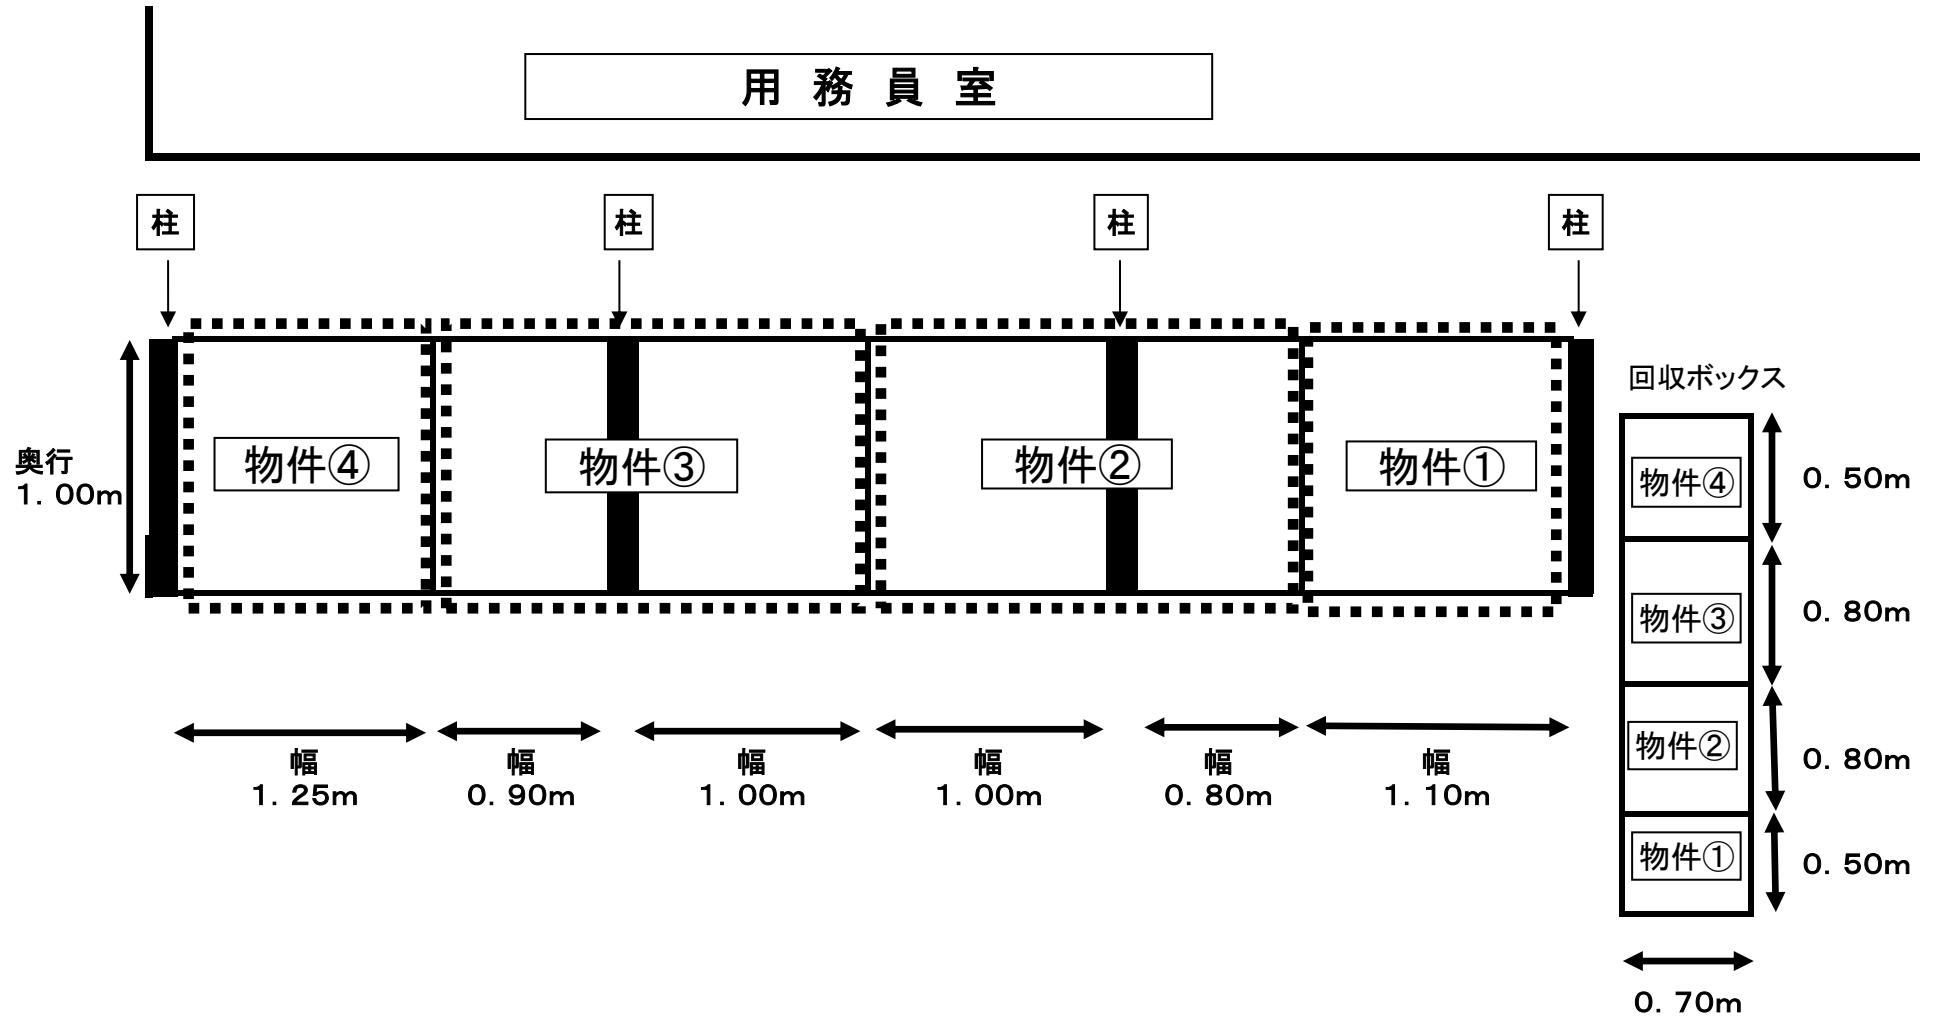 用務員室
柱 柱 柱 柱
回収ボックス
奥行
1．00m
物件④ 物件③ 物件② 物件①
物件④ 0．50m
物件③ 0．80m
物件② 0．80m
物件① 0．50m
幅 幅 幅 幅 幅 幅
1．25m 0．90m 1．00m 1．00m 0．80m 1．10m
0．70m